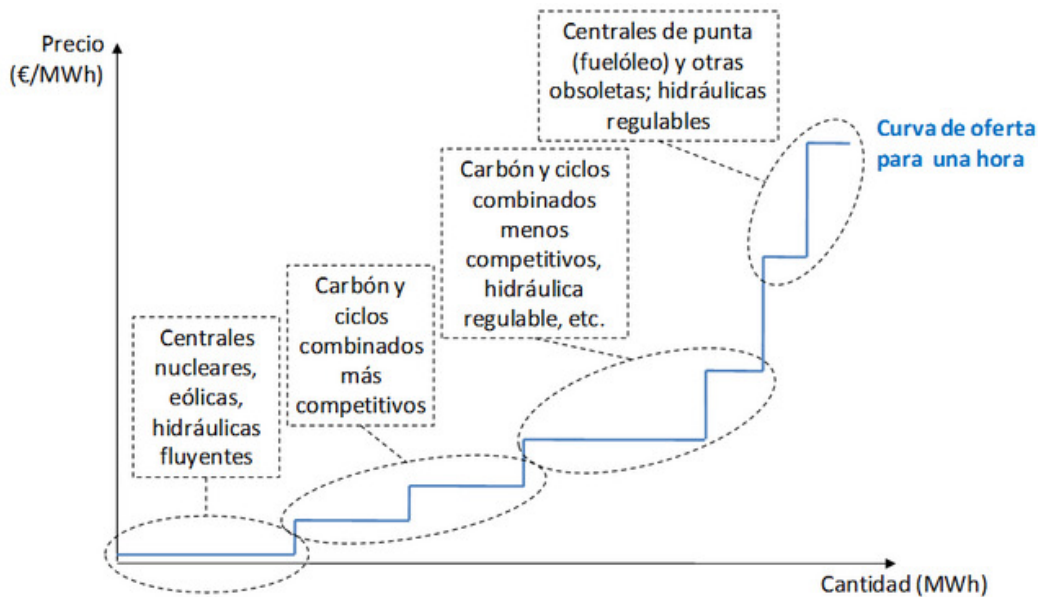 Precio
(€/MWh)
Centrales de punta
(fuelóleo) y otras
obsoletas; hidráulicas
regulables
Curva de oferta
para una hora
Carbón y ciclos
combinados
menos
competitivos,
hidráulica
regulable, etc.
Carbón y
ciclos
combinados
más
competitivos
Centrales
nucleares,
eólicas,
hidráulicas
fluyentes
Cantidad (MWh)